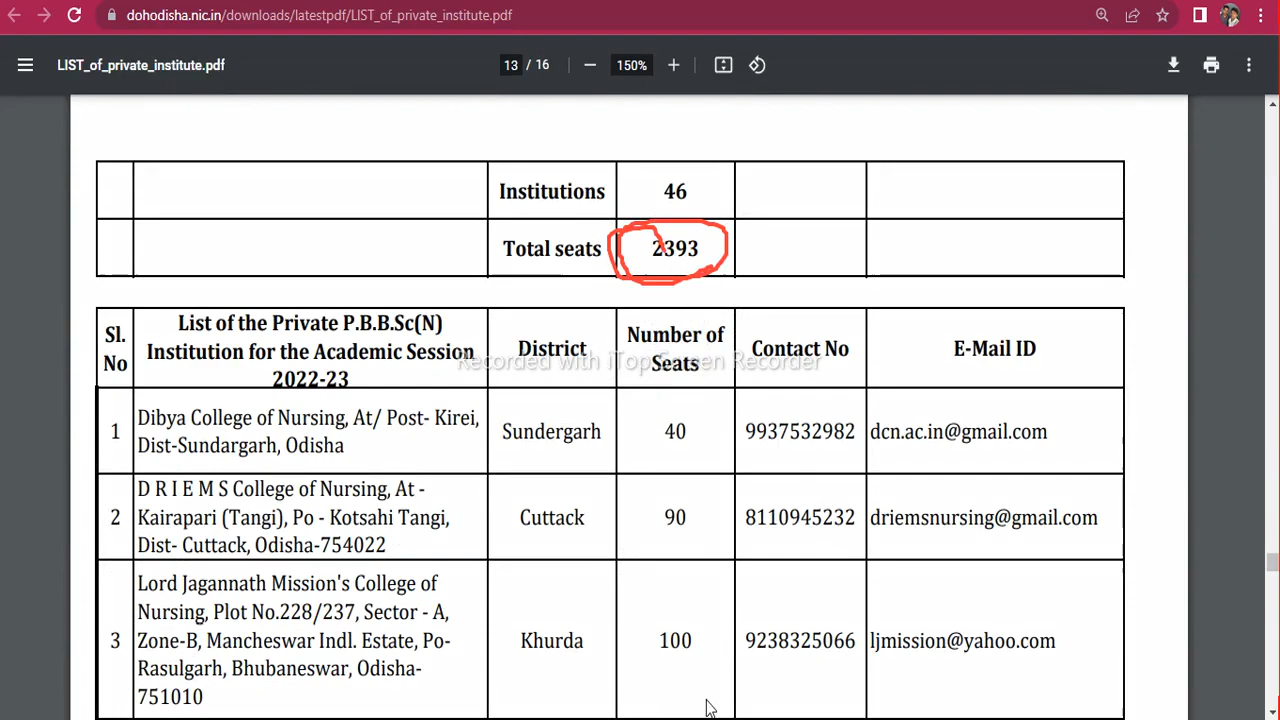 dohodisha.nic.in/downloads/latestpdf/LIST_of_private_institute.pdf
LIST_of_private_institute.pdf 13 / 16 150%
Institutions 46
Total seats 2393
Sl. No List of the Private P.B.B.Sc(N) Institution for the Academic Session 2022-23 District Number of Seats Contact No E-Mail ID
Recorded with iTop Screen Recorder
1 Dibya College of Nursing, At/ Post- Kirei, Sundergarh 40 9937532982 dcn.ac.in@gmail.com
Dist-Sundargarh, Odisha
2 D R I E M S College of Nursing, At - Cuttack 90 8110945232 driemsnursing@gmail.com
Kairapari (Tangi), Po - Kotsahi Tangi,
Dist- Cuttack, Odisha-754022
3 Lord Jagannath Mission's College of Khurda 100 9238325066 ljmission@yahoo.com
Nursing, Plot No.228/237, Sector - A,
Zone-B, Mancheswar Indl. Estate, Po-
Rasulgarh, Bhubaneswar, Odisha-
751010